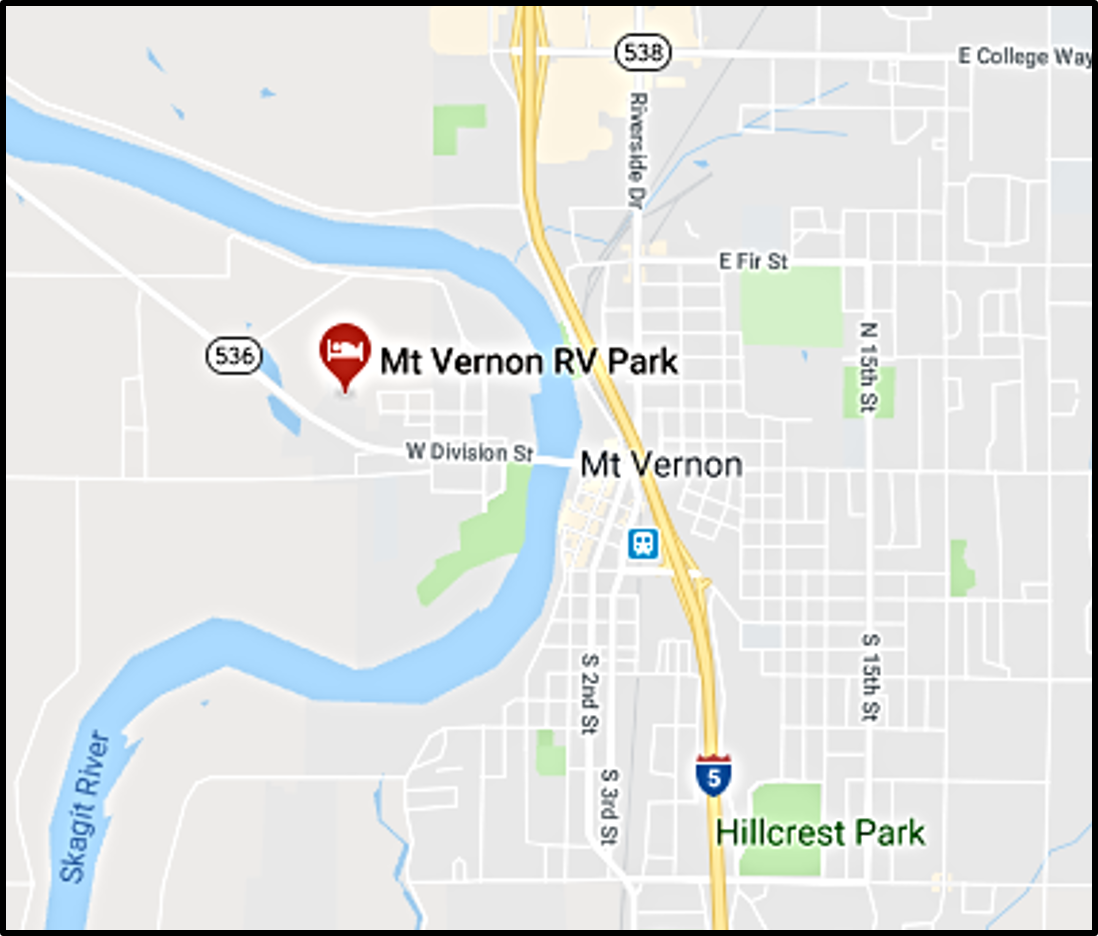 538
E College Way
Riverside Dr
E Fir St
N 15th St
536
Mt Vernon RV Park
W Division St
Mt Vernon
S 2nd St
S 15th St
Skagit River
5
S 3rd St
Hillcrest Park